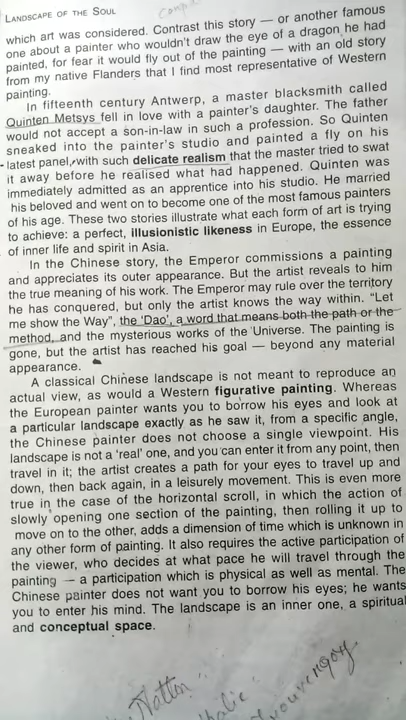 LANDSCAPE OF THE SOUL
which art was considered. Contrast this story — or another famous
one about a painter who wouldn't draw the eye of a dragon he had
painted, for fear it would fly out of the painting — with an old story
from my native Flanders that I find most representative of Western
painting.
In fifteenth century Antwerp, a master blacksmith called
Quinten Metsys fell in love with a painter's daughter. The father
would not accept a son-in-law in such a profession. So Quinten
sneaked into the painter's studio and painted a fly on his
latest panel, with such delicate realism that the master tried to swat
it away before he realised what had happened. Quinten was
immediately admitted as an apprentice into his studio. He married
his beloved and went on to become one of the most famous painters
of his age. These two stories illustrate what each form of art is trying
to achieve: a perfect, illusionistic likeness in Europe, the essence
of inner life and spirit in Asia.
In the Chinese story, the Emperor commissions a painting
and appreciates its outer appearance. But the artist reveals to him
the true meaning of his work. The Emperor may rule over the territory
he has conquered, but only the artist knows the way within. "Let
me show the Way", the 'Dao', a word that means both the path or the
method, and the mysterious works of the Universe. The painting is
gone, but the artist has reached his goal — beyond any material
appearance.
A classical Chinese landscape is not meant to reproduce an
actual view, as would a Western figurative painting. Whereas
the European painter wants you to borrow his eyes and look at
a particular landscape exactly as he saw it, from a specific angle,
the Chinese painter does not choose a single viewpoint. His
landscape is not a 'real' one, and you can enter it from any point, then
travel in it; the artist creates a path for your eyes to travel up and
down, then back again, in a leisurely movement. This is even more
true in the case of the horizontal scroll, in which the action of
slowly opening one section of the painting, then rolling it up to
move on to the other, adds a dimension of time which is unknown in
any other form of painting. It also requires the active participation of
the viewer, who decides at what pace he will travel through the
painting — a participation which is physical as well as mental. The
Chinese painter does not want you to borrow his eyes; he wants
you to enter his mind. The landscape is an inner one, a spiritual
and conceptual space.